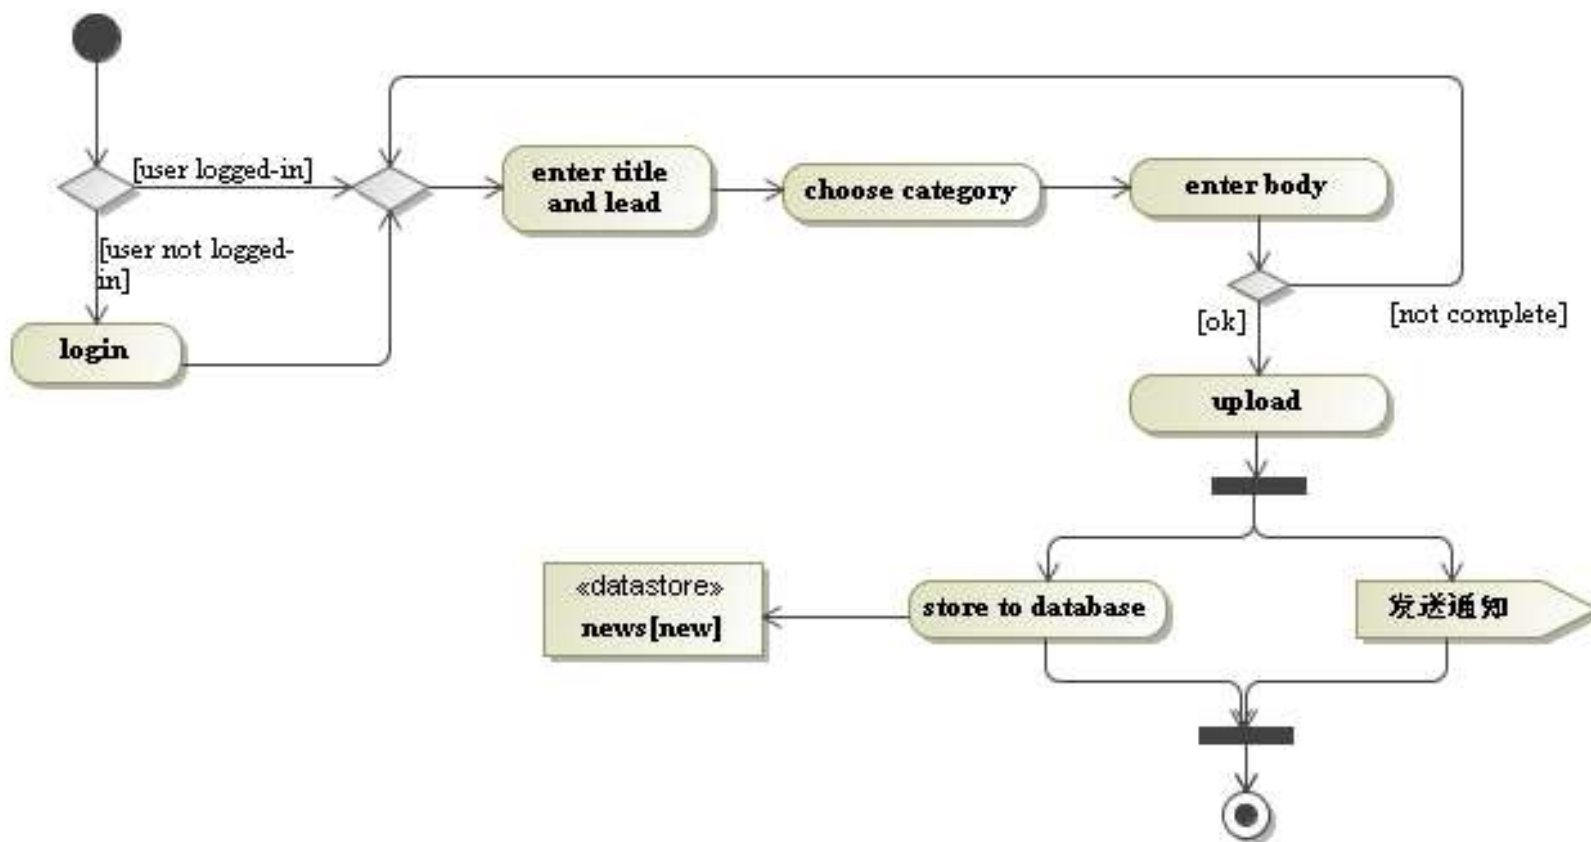 [user logged-in]
enter title
and lead
choose category
enter body
[user not logged-
in]
login
[ok]
[not complete]
upload
«datastore»
news[new]
store to database
发送通知